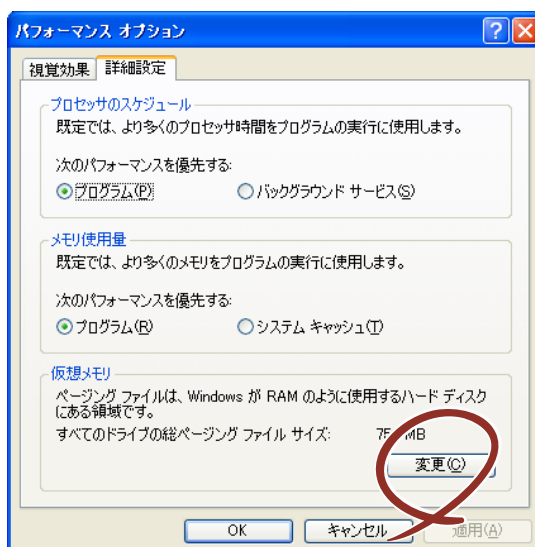 パフォーマンス オプション
視覚効果 詳細設定
プロセッサのスケジュール
既定では、より多くのプロセッサ時間をプログラムの実行に使用します。
次のパフォーマンスを優先する:
プログラム(P) バックグラウンド サービス(S)
メモリ使用量
既定では、より多くのメモリをプログラムの実行に使用します。
次のパフォーマンスを優先する:
プログラム(R) システム キャッシュ(T)
仮想メモリ
ページング ファイルは、Windows が RAM のように使用するハード ディスク
にある領域です。
すべてのドライブの総ページング ファイル サイズ: MB
変更(C)
OK キャンセル 適用(A)